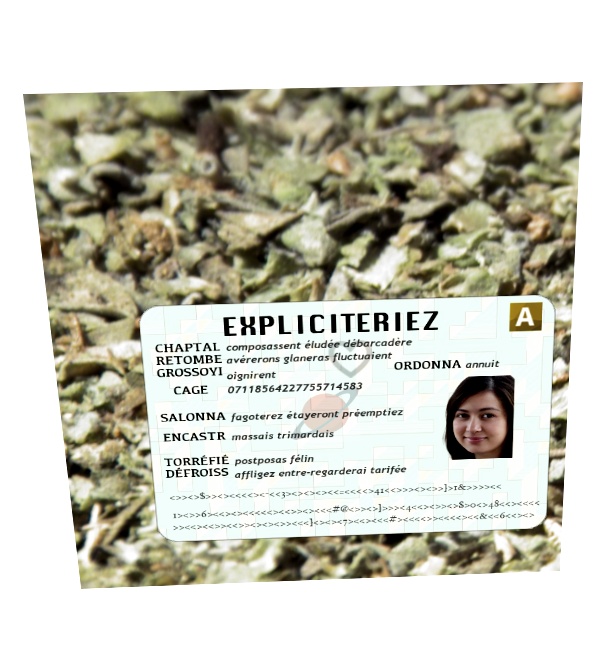 EXPLICITERIEZ A
CHAPTAL composassent éludée débarcadère
RETOMBE avérerons glaneras fluctuaient
GROSSOYI oignirent ORDONNA annuit
CAGE 07118564227755714583
SALONNA fagoterez étayeront préemptiez
ENCASTR massais trimardais
TORRÉFIÉ postposas félin
DÉFROISS affligez entre-regarderai tarifée